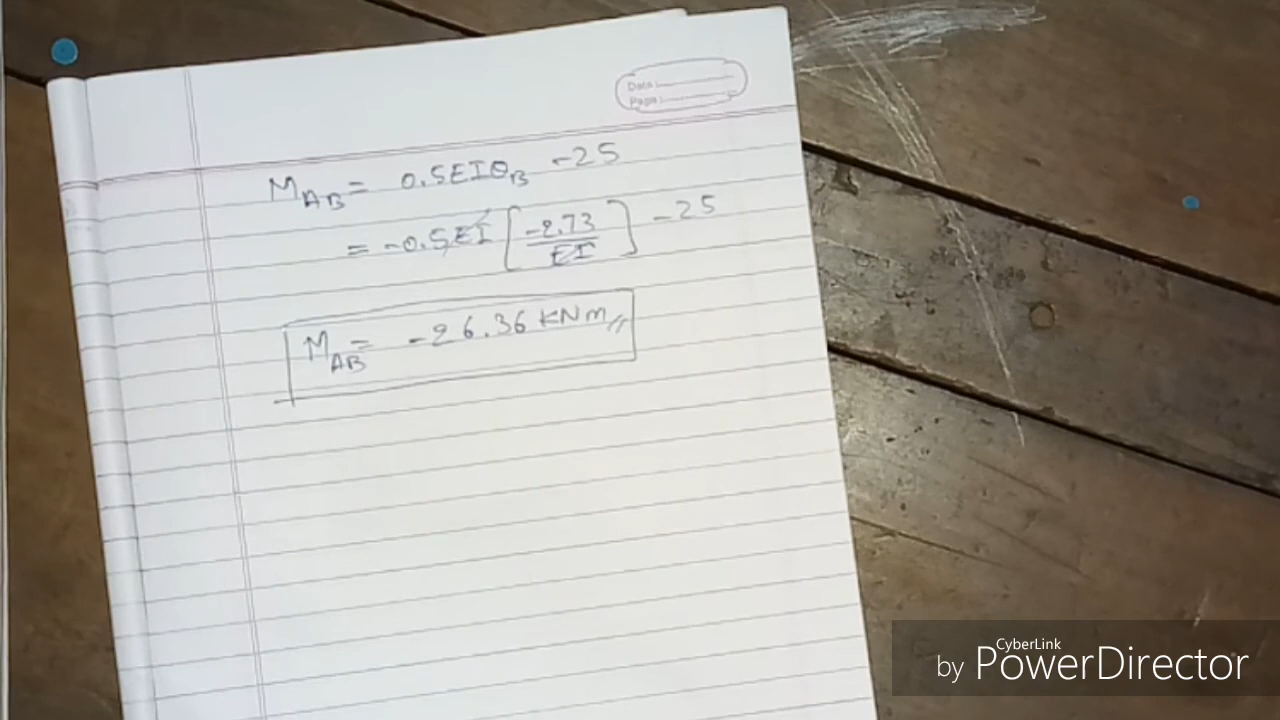 Date:
Page:
MAB = 0.5EIθB - 25
= -0.5EI [-2.73/EI] - 25
MAB = -26.36 KNm //
CyberLink
by PowerDirector